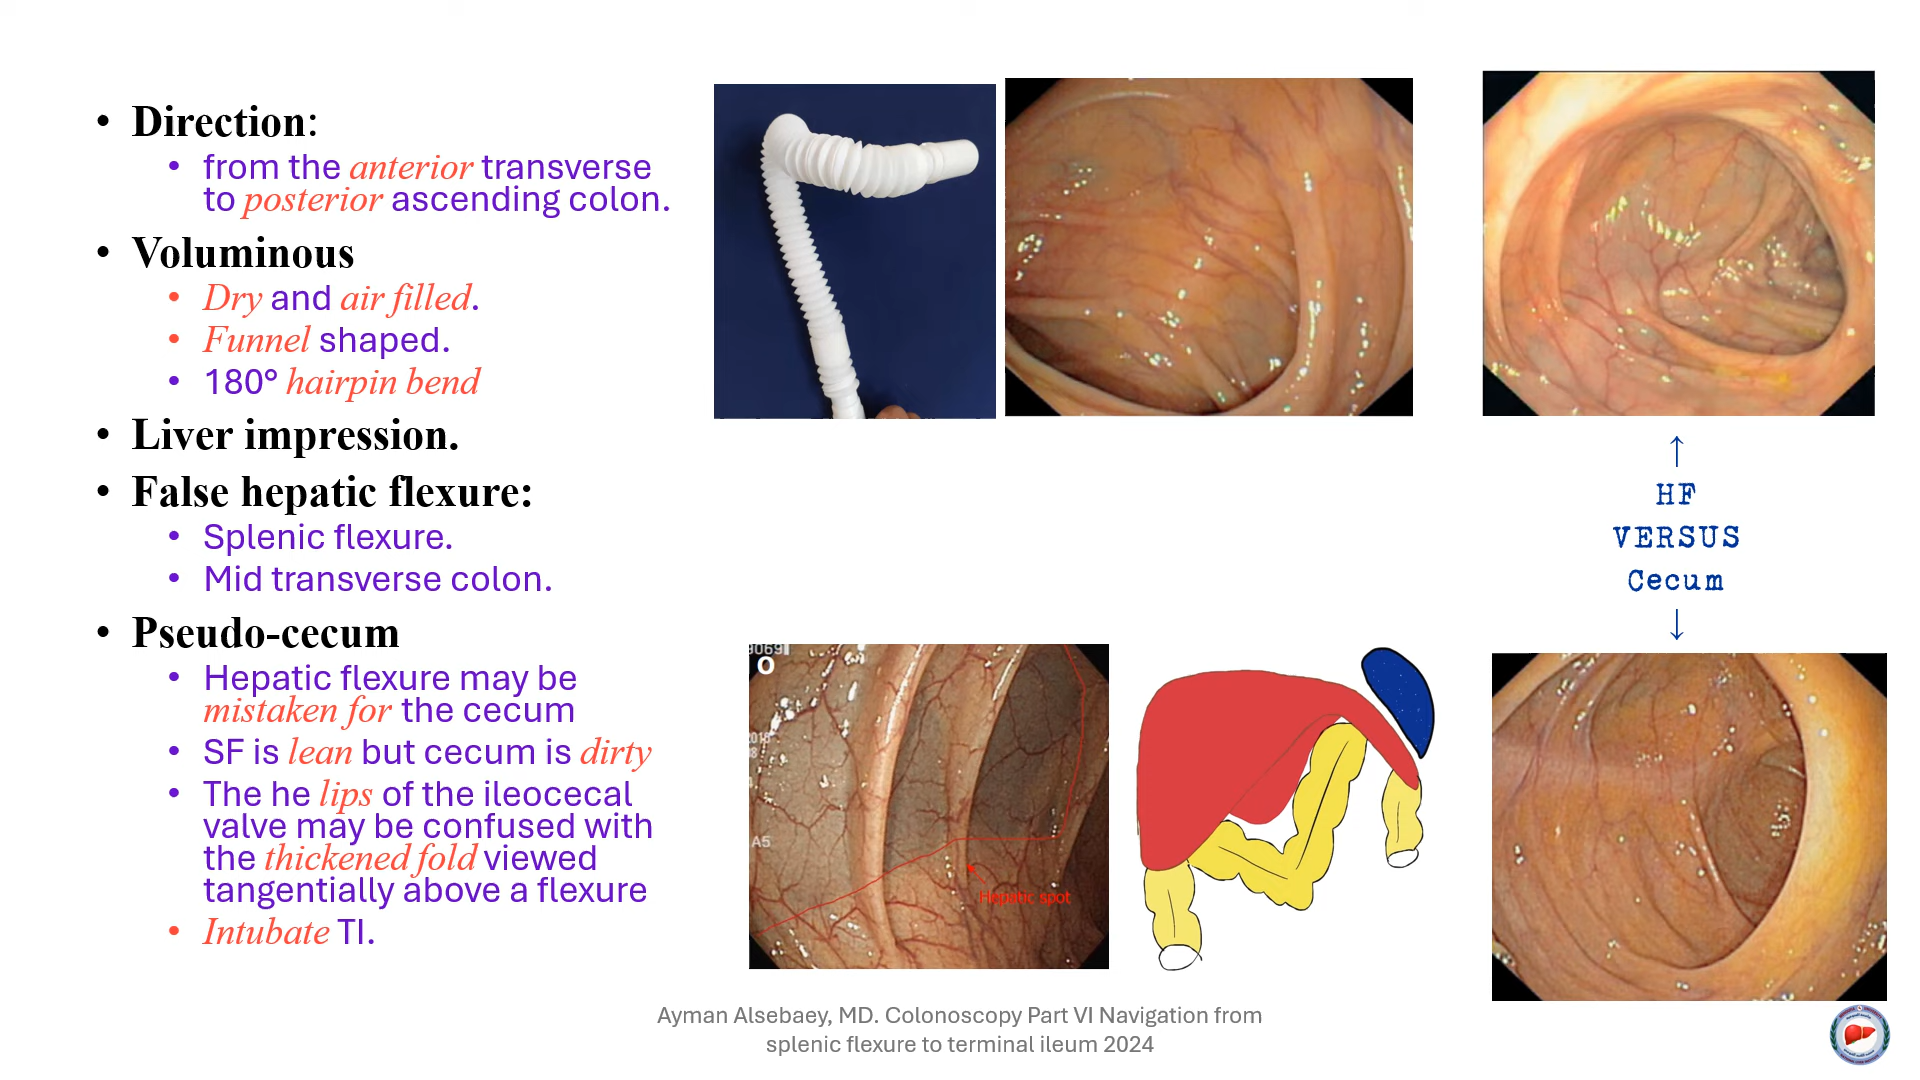 • Direction:
• from the anterior transverse
to posterior ascending colon.
• Voluminous
• Dry and air filled.
• Funnel shaped.
• 180° hairpin bend
• Liver impression.
• False hepatic flexure:
• Splenic flexure.
• Mid transverse colon.
• Pseudo-cecum
• Hepatic flexure may be
mistaken for the cecum
• SF is lean but cecum is dirty
• The he lips of the ileocecal
valve may be confused with
the thickened fold viewed
tangentially above a flexure
• Intubate TI.
↑
HF
VERSUS
Cecum
↓
O
A5
Hepatic spot
Ayman Alsebaey, MD. Colonoscopy Part VI Navigation from
splenic flexure to terminal ileum 2024